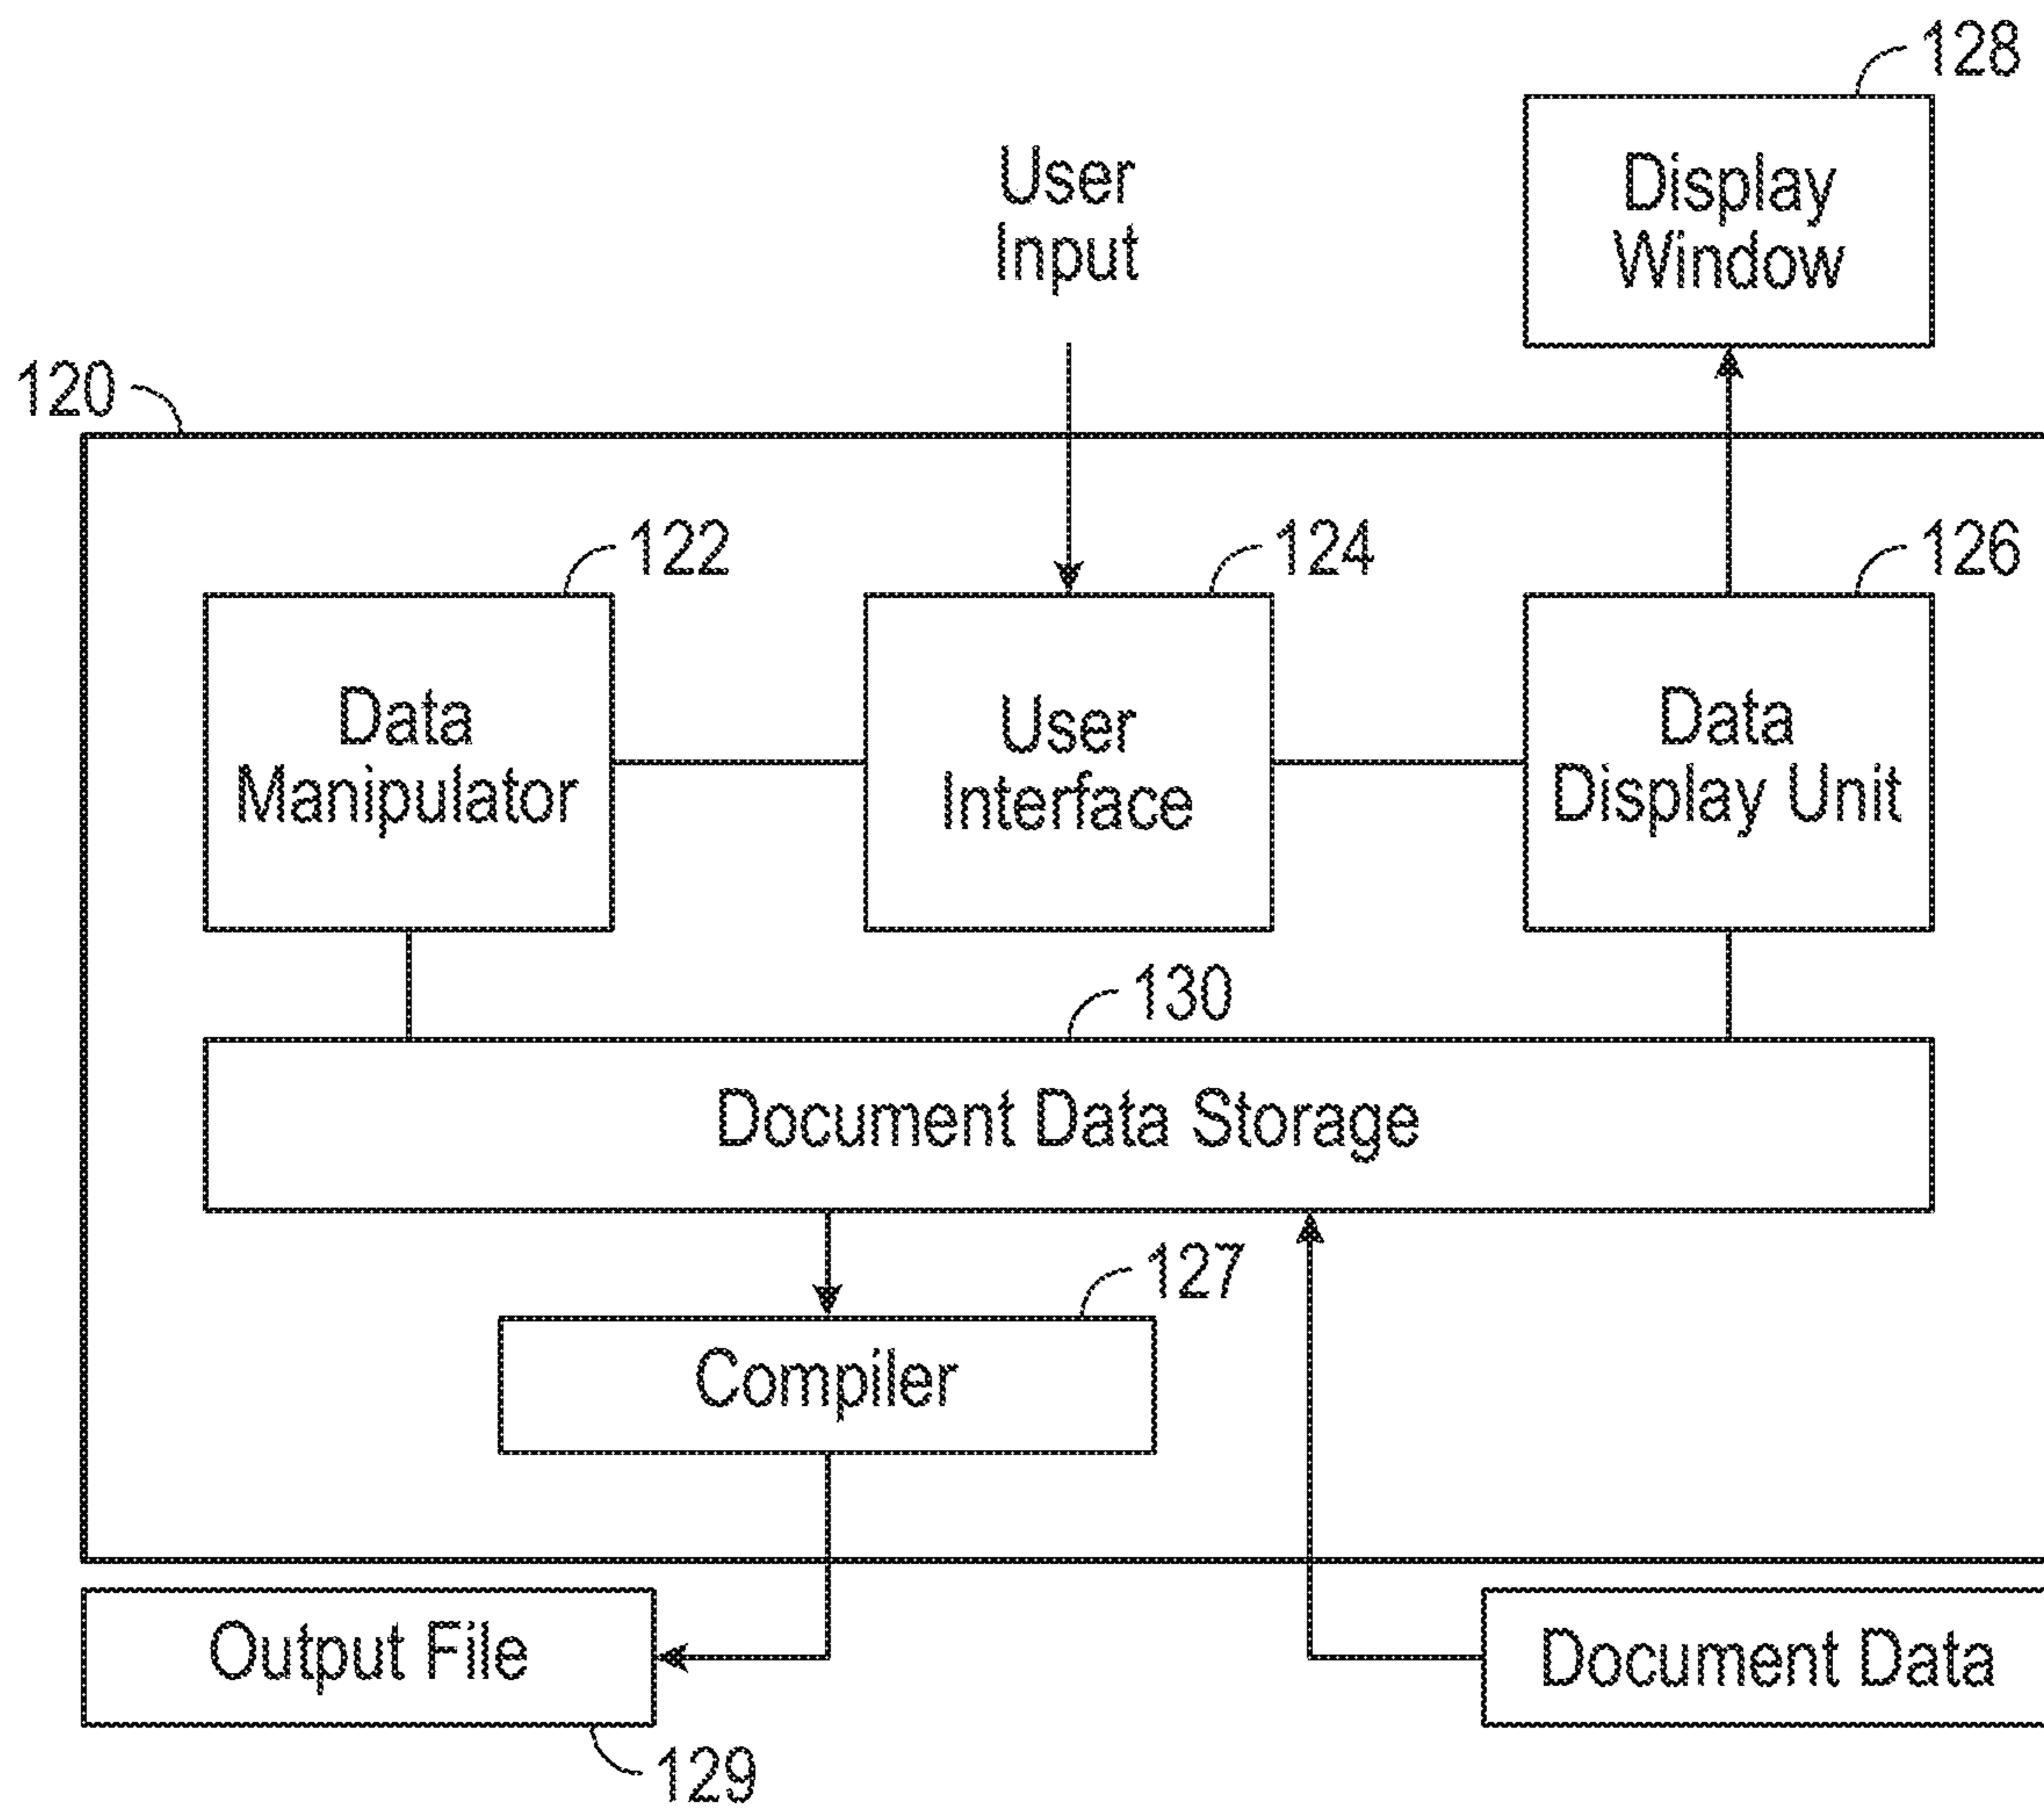 128
Display
Window
User
Input
120
122
124
126
Data
Manipulator
User
Interface
Data
Display Unit
130
Document Data Storage
127
Compiler
Output File
Document Data
129